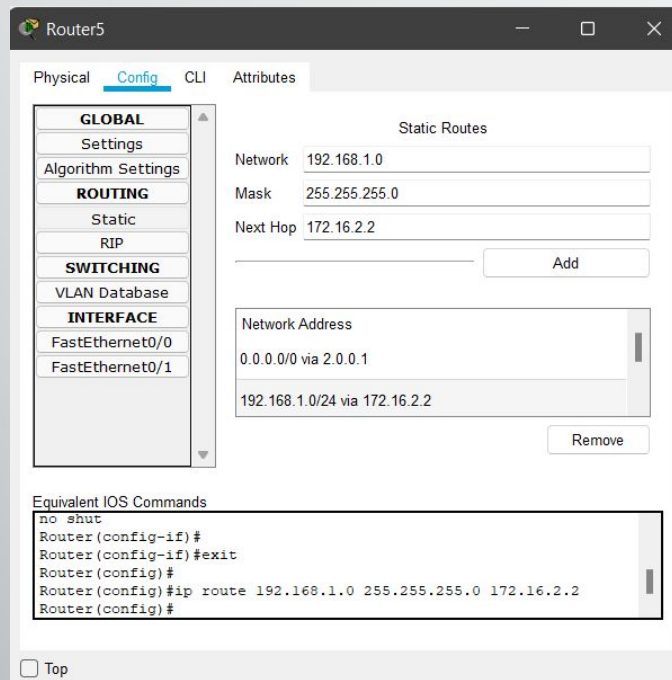 Router5
Physical Config CLI Attributes
GLOBAL
Settings
Algorithm Settings
ROUTING
Static
RIP
SWITCHING
VLAN Database
INTERFACE
FastEthernet0/0
FastEthernet0/1
Static Routes
Network 192.168.1.0
Mask 255.255.255.0
Next Hop 172.16.2.2
Add
Network Address
0.0.0.0/0 via 2.0.0.1
192.168.1.0/24 via 172.16.2.2
Remove
Equivalent IOS Commands
no shut
Router(config-if)#
Router(config-if)#exit
Router(config)#
Router(config)#ip route 192.168.1.0 255.255.255.0 172.16.2.2
Router(config)#
Top